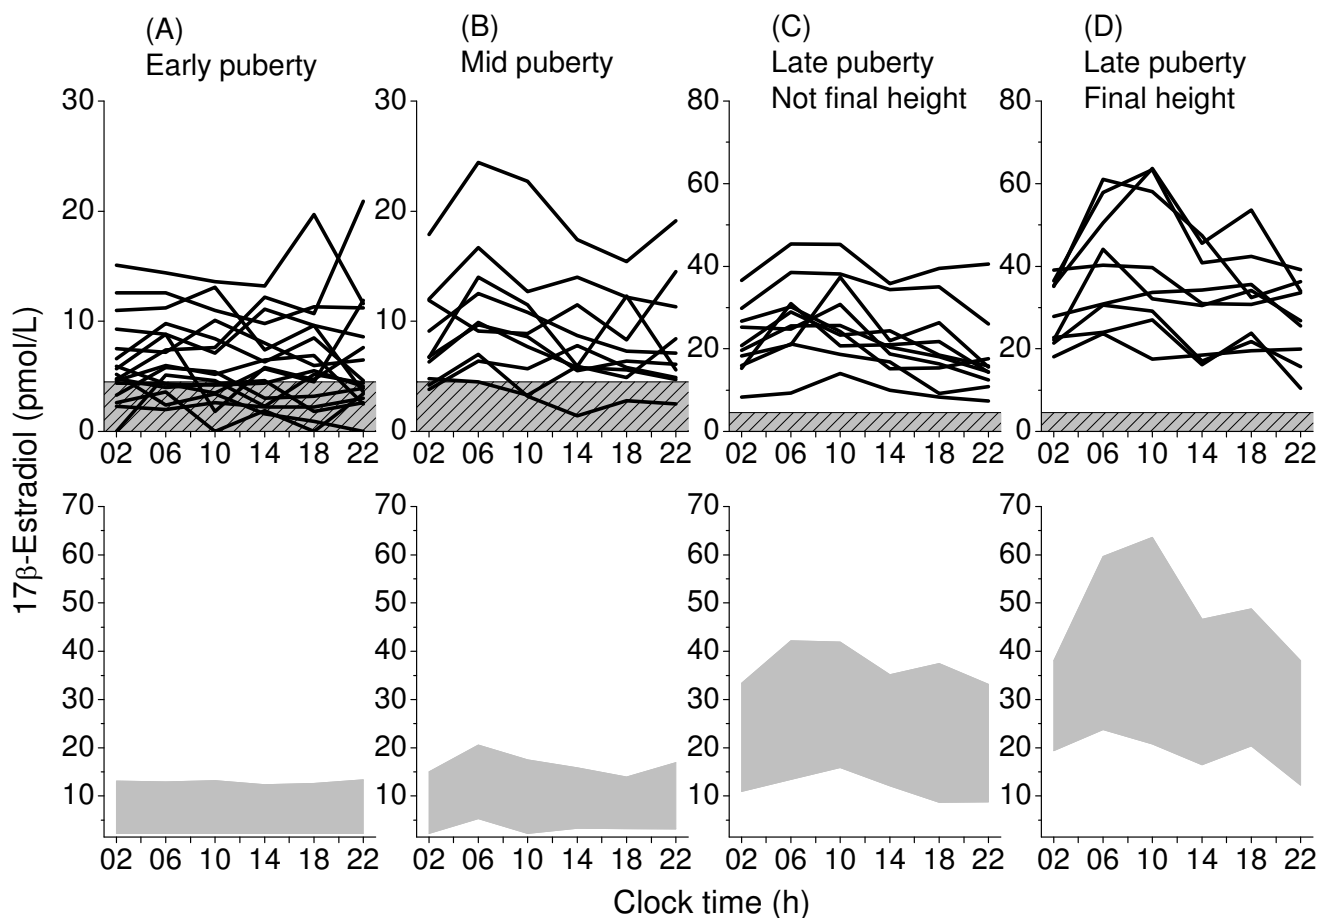 (A)
Early puberty
(B)
Mid puberty
(C)
Late puberty
Not final height
(D)
Late puberty
Final height
17β-Estradiol (pmol/L)
30
20
10
0
02 06 10 14 18 22
30
20
10
0
02 06 10 14 18 22
80
60
40
20
0
02 06 10 14 18 22
80
60
40
20
0
02 06 10 14 18 22
70
60
50
40
30
20
10
02 06 10 14 18 22
70
60
50
40
30
20
10
02 06 10 14 18 22
70
60
50
40
30
20
10
02 06 10 14 18 22
70
60
50
40
30
20
10
02 06 10 14 18 22
Clock time (h)